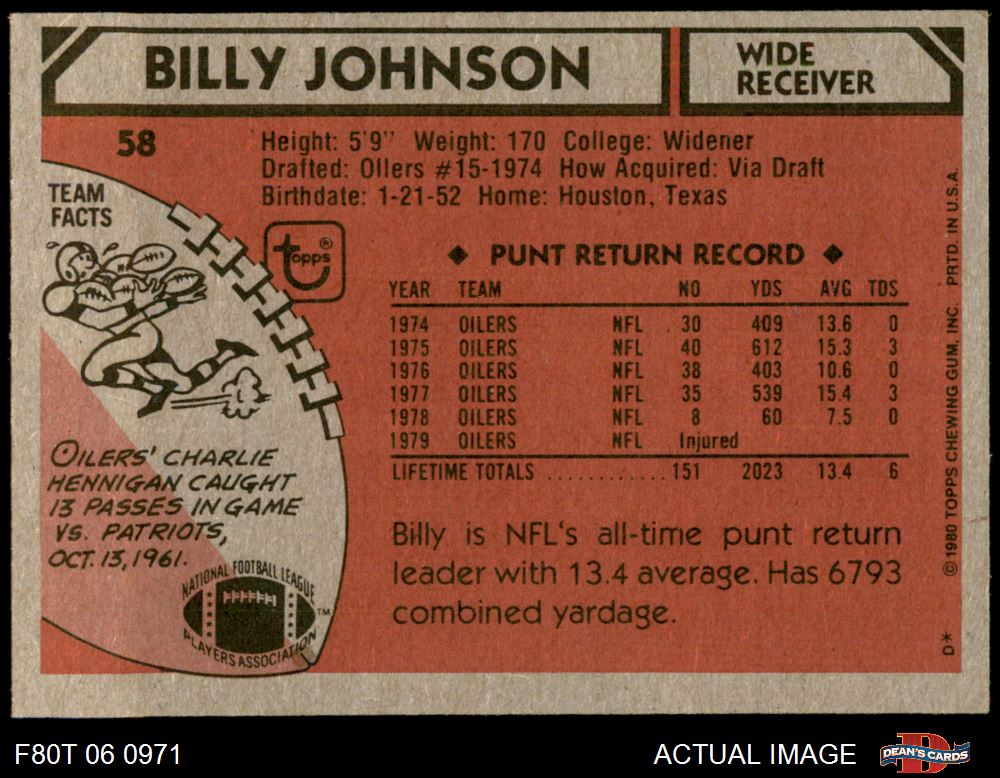 BILLY JOHNSON
WIDE
RECEIVER
58
Height: 5'9" Weight: 170 College: Widener
Drafted: Oilers #15-1974 How Acquired: Via Draft
Birthdate: 1-21-52 Home: Houston, Texas
TEAM
FACTS
topps®
◆ PUNT RETURN RECORD ◆
YEAR TEAM NO YDS AVG TDS
1974 OILERS NFL 30 409 13.6 0
1975 OILERS NFL 40 612 15.3 3
1976 OILERS NFL 38 403 10.6 0
1977 OILERS NFL 35 539 15.4 3
1978 OILERS NFL 8 60 7.5 0
1979 OILERS NFL Injured
LIFETIME TOTALS ............ 151 2023 13.4 6
OILERS' CHARLIE
HENNIGAN CAUGHT
13 PASSES IN GAME
VS. PATRIOTS,
OCT. 13, 1961.
NATIONAL FOOTBALL LEAGUE
PLAYERS ASSOCIATION
TM
Billy is NFL's all-time punt return
leader with 13.4 average. Has 6793
combined yardage.
©1980 TOPPS CHEWING GUM, INC. PRTD. IN U.S.A.
D*
F80T 06 0971
ACTUAL IMAGE
D
DEAN'S CARDS